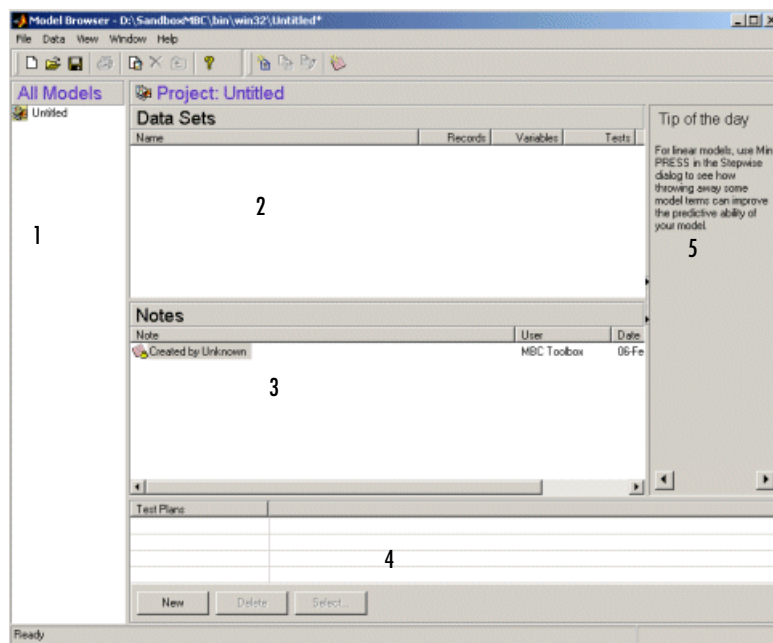 Model Browser - D:\SandboxMBC\bin\win32\Untitled*
File Data View Window Help
All Models
Untitled
1
Project: Untitled
Data Sets
Name Records Variables Tests
2
Notes
Note User Date
Created by Unknown MBC Toolbox 06-Fe
3
Tip of the day
For linear models, use Min
PRESS in the Stepwise
dialog to see how
throwing away some
model terms can improve
the predictive ability of
your model.
5
Test Plans
4
New Delete Select...
Ready